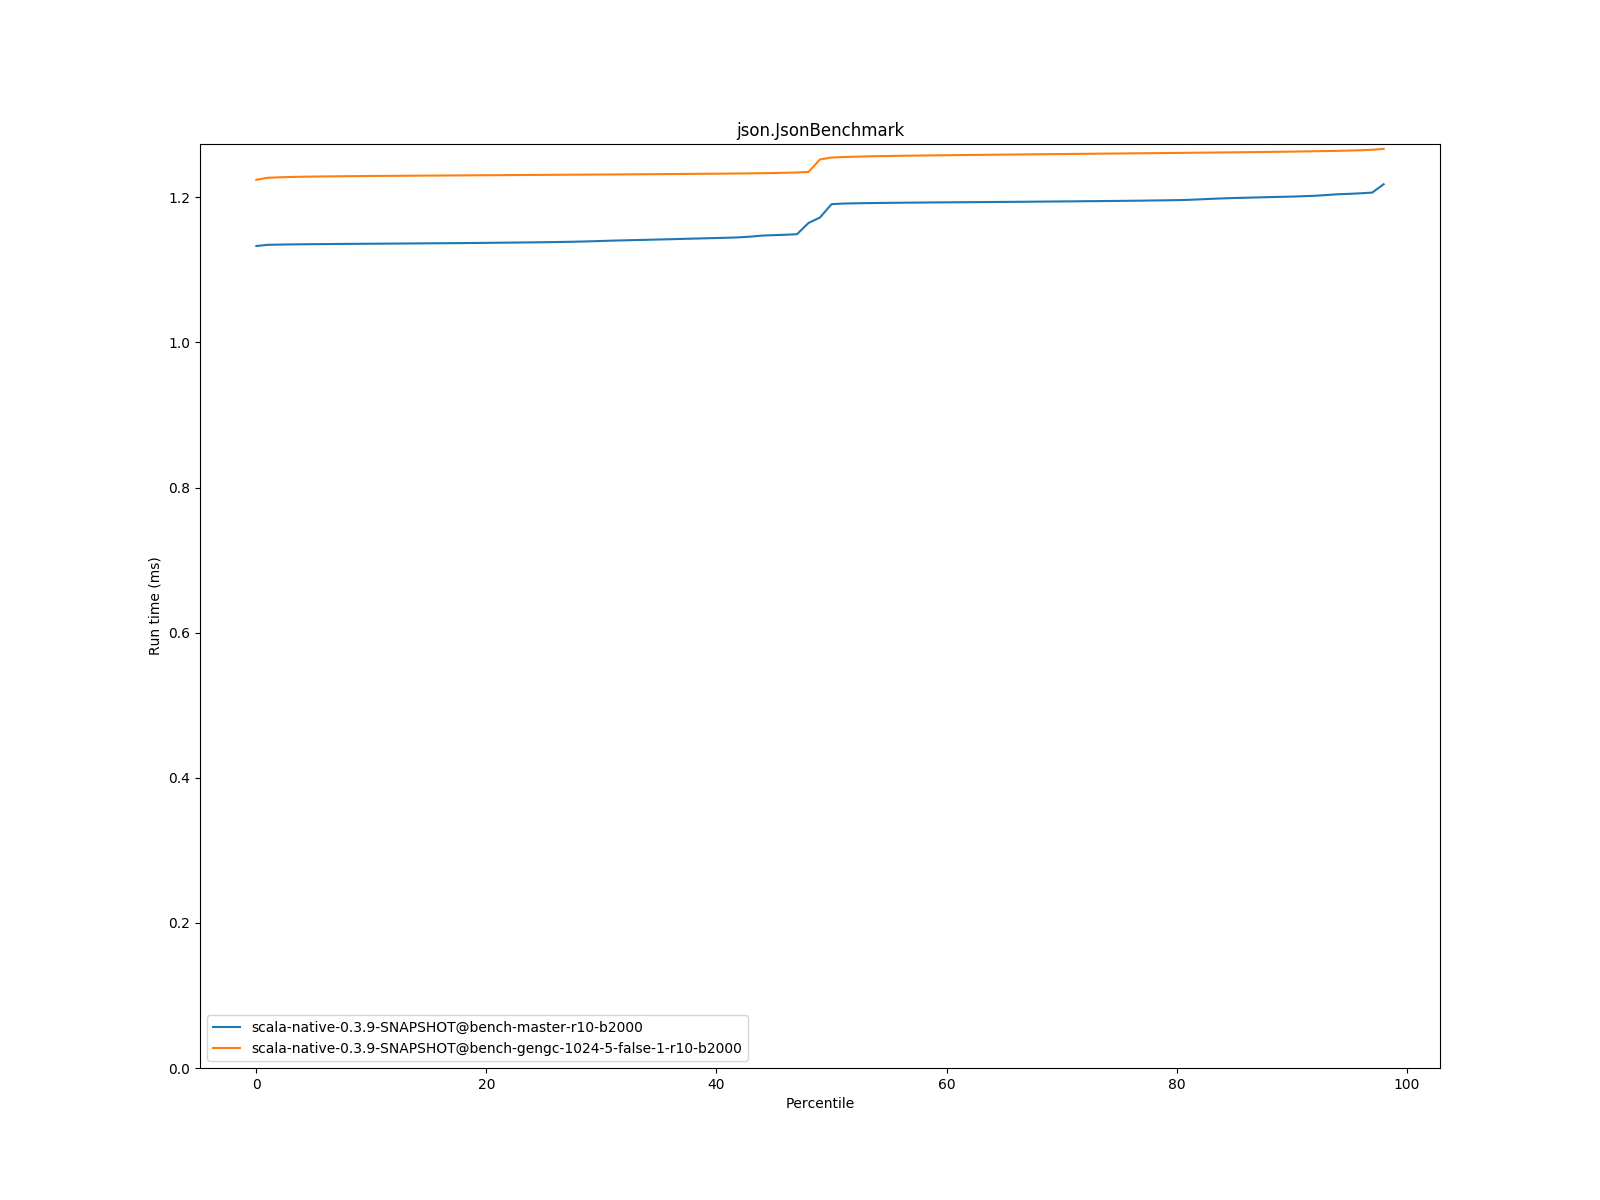 json.JsonBenchmark
1.2
1.0
0.8
0.6
0.4
0.2
0.0
Run time (ms)
scala-native-0.3.9-SNAPSHOT@bench-master-r10-b2000
scala-native-0.3.9-SNAPSHOT@bench-gengc-1024-5-false-1-r10-b2000
0 20 40 60 80 100
Percentile